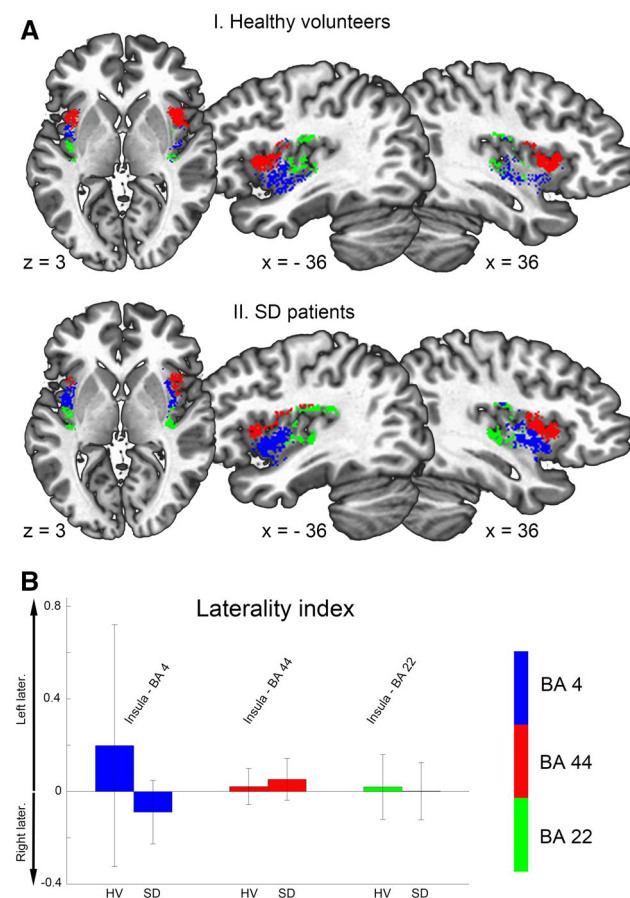 A
I. Healthy volunteers
z = 3
x = - 36
x = 36
II. SD patients
z = 3
x = - 36
x = 36
B
Laterality index
0.8
0.4
0
-0.4
Left later.
Right later.
Insula - BA 4
Insula - BA 44
Insula - BA 22
HV SD HV SD HV SD
BA 4
BA 44
BA 22